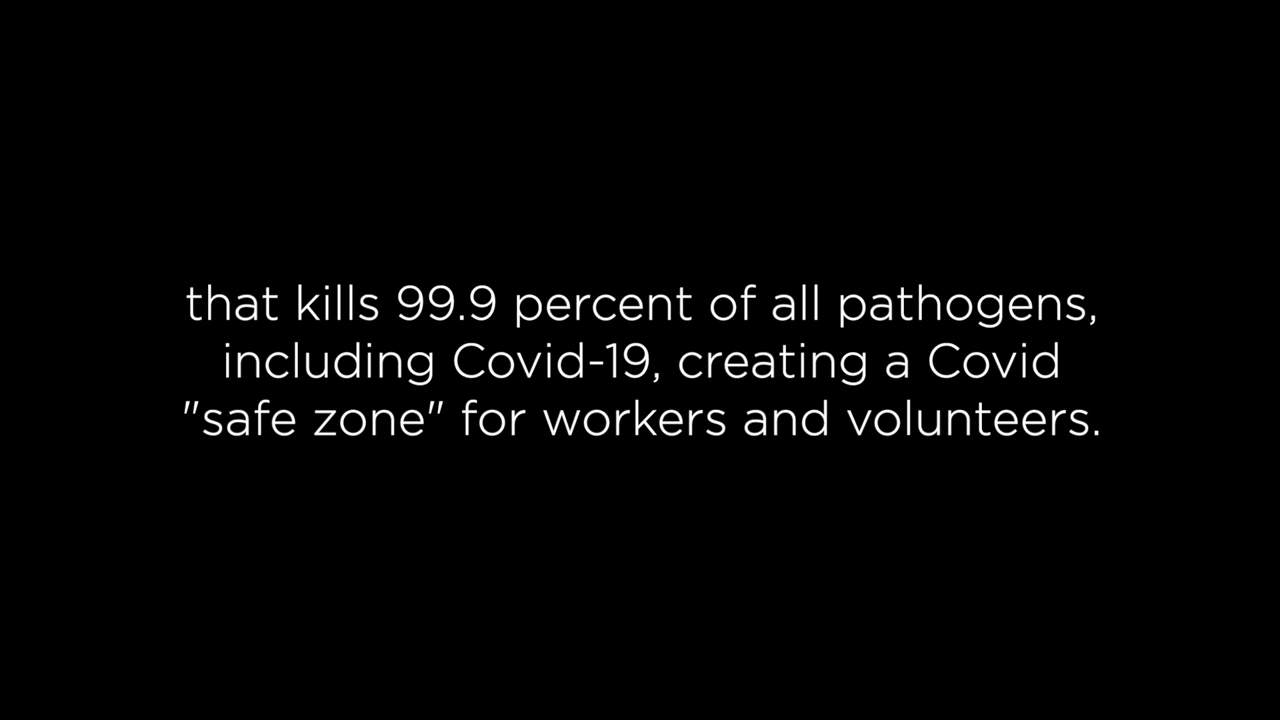 that kills 99.9 percent of all pathogens,
including Covid-19, creating a Covid
"safe zone" for workers and volunteers.